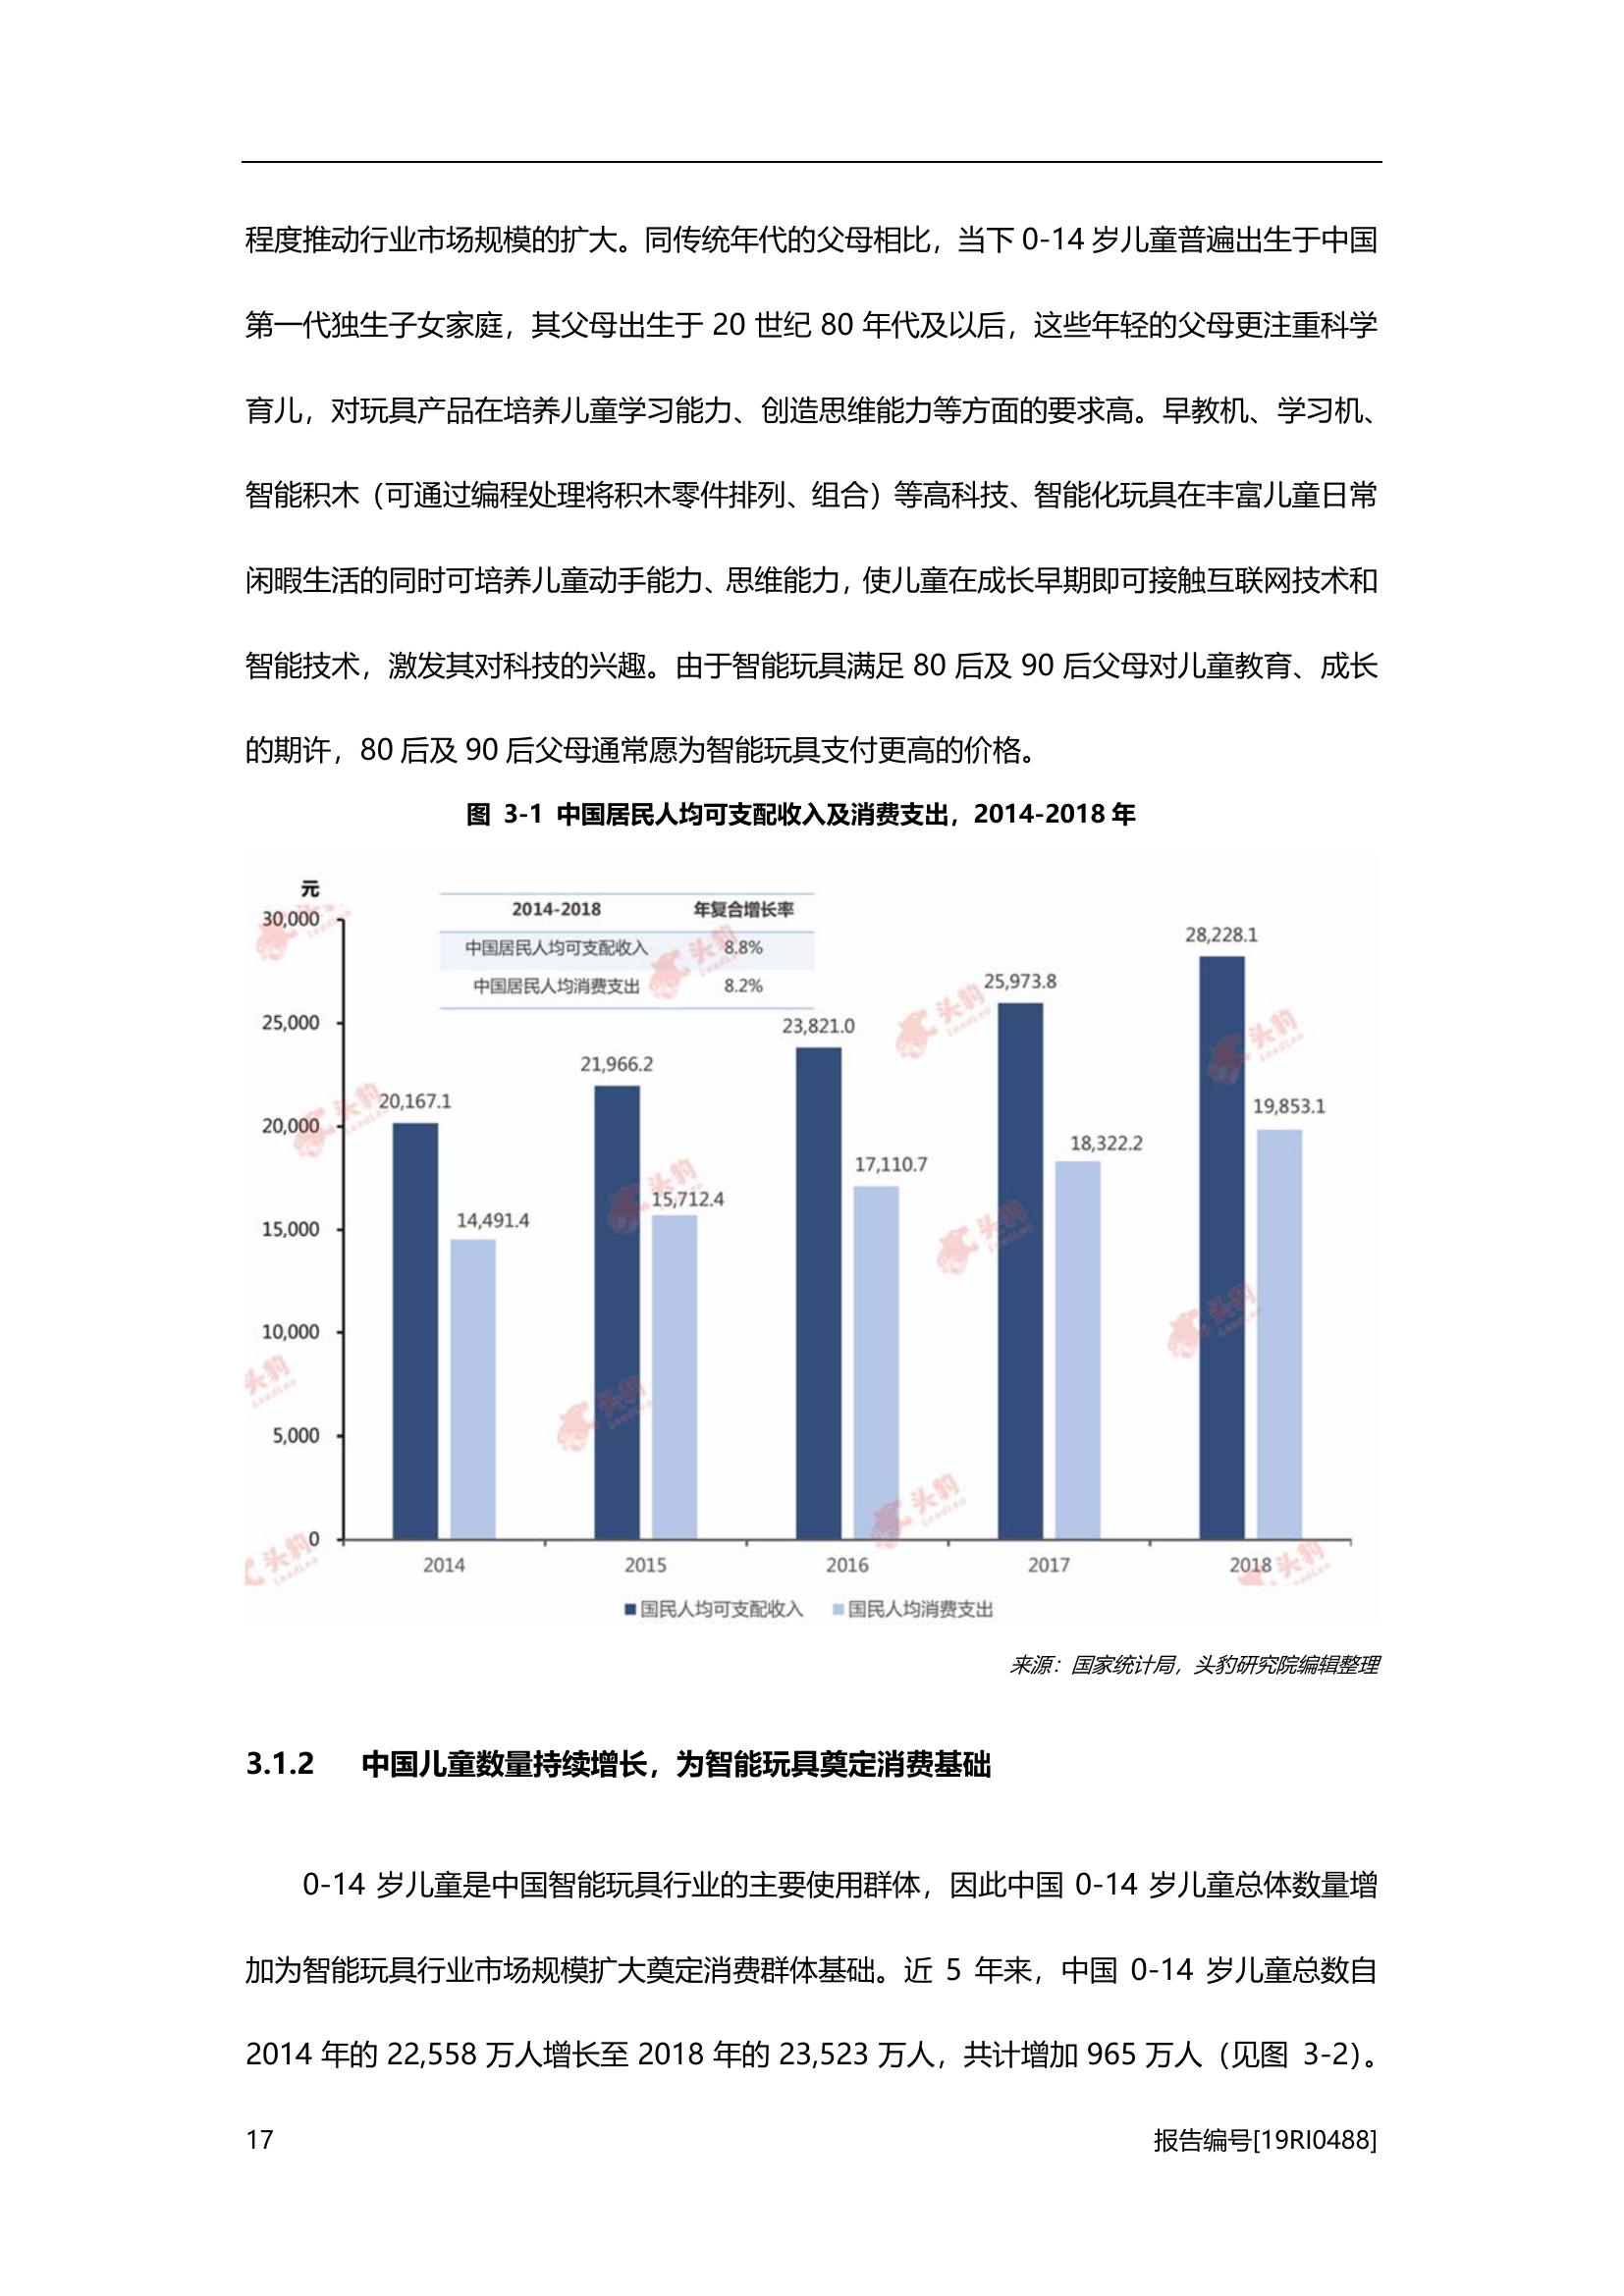 程度推动行业市场规模的扩大。同传统年代的父母相比，当下 0-14 岁儿童普遍出生于中国
第一代独生子女家庭，其父母出生于 20 世纪 80 年代及以后，这些年轻的父母更注重科学
育儿，对玩具产品在培养儿童学习能力、创造思维能力等方面的要求高。早教机、学习机、
智能积木（可通过编程处理将积木零件排列、组合）等高科技、智能化玩具在丰富儿童日常
闲暇生活的同时可培养儿童动手能力、思维能力，使儿童在成长早期即可接触互联网技术和
智能技术，激发其对科技的兴趣。由于智能玩具满足 80 后及 90 后父母对儿童教育、成长
的期许，80 后及 90 后父母通常愿为智能玩具支付更高的价格。
图 3-1 中国居民人均可支配收入及消费支出，2014-2018 年
元
2014-2018 年复合增长率
中国居民人均可支配收入 8.8%
中国居民人均消费支出 8.2%
30,000
25,000
20,000
15,000
10,000
5,000
0
20,167.1
14,491.4
21,966.2
15,712.4
23,821.0
17,110.7
25,973.8
18,322.2
28,228.1
19,853.1
2014 2015 2016 2017 2018
国民人均可支配收入 国民人均消费支出
头豹
LeadLeo
来源：国家统计局，头豹研究院编辑整理
3.1.2 中国儿童数量持续增长，为智能玩具奠定消费基础
0-14 岁儿童是中国智能玩具行业的主要使用群体，因此中国 0-14 岁儿童总体数量增
加为智能玩具行业市场规模扩大奠定消费群体基础。近 5 年来，中国 0-14 岁儿童总数自
2014 年的 22,558 万人增长至 2018 年的 23,523 万人，共计增加 965 万人（见图 3-2）。
17 报告编号[19RI0488]